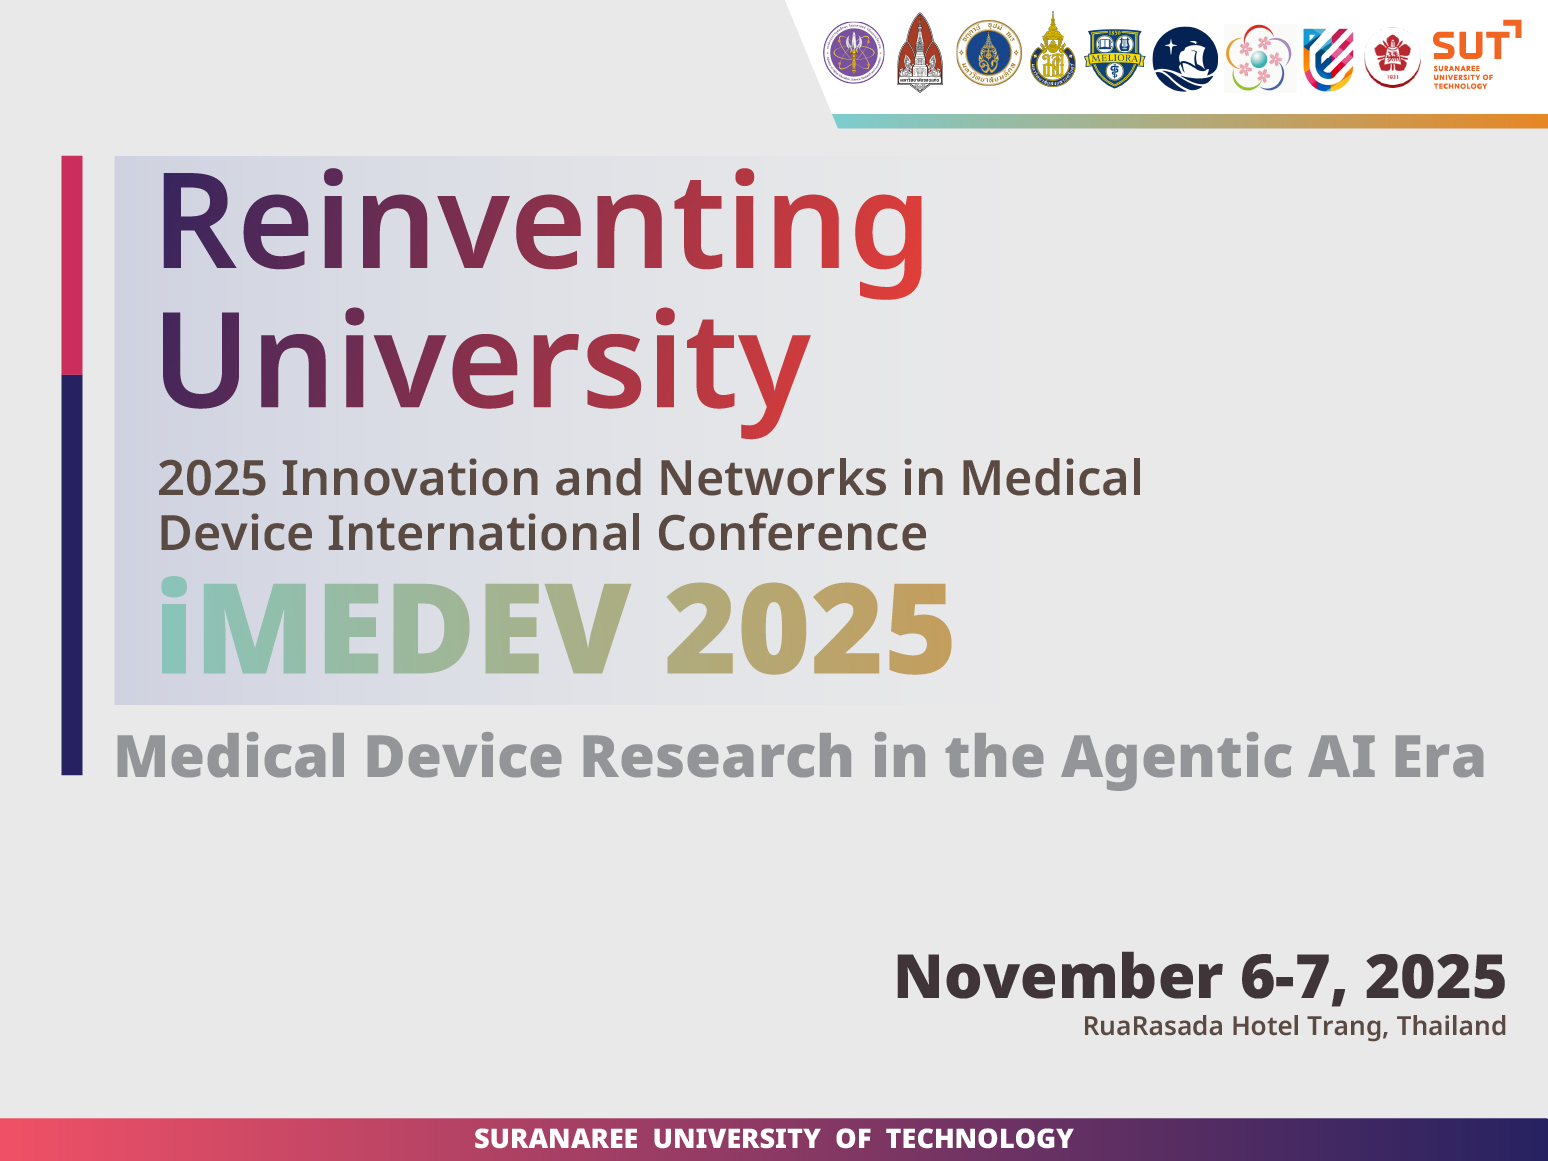 MELIORA
1931
SUT
SURANAREE
UNIVERSITY OF
TECHNOLOGY
Reinventing
University
2025 Innovation and Networks in Medical
Device International Conference
iMEDEV 2025
Medical Device Research in the Agentic AI Era
November 6-7, 2025
RuaRasada Hotel Trang, Thailand
SURANAREE UNIVERSITY OF TECHNOLOGY